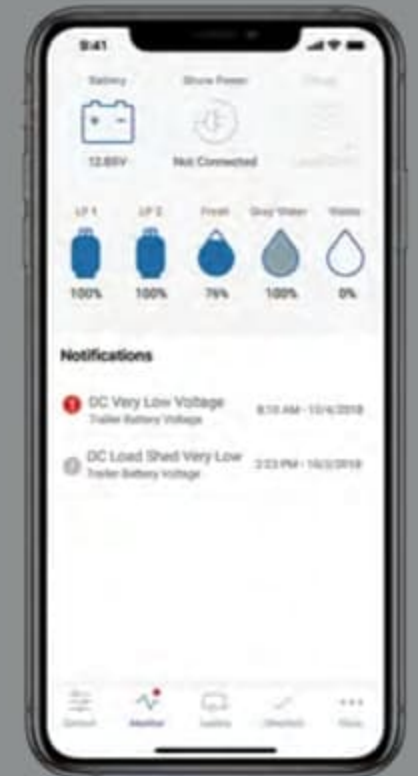 9:41
Battery Shore Power
12.85V Not Connected
LP 1 LP 2 Fresh Gray Water Waste
100% 100% 76% 100% 0%
Notifications
DC Very Low Voltage
Trailer Battery Voltage
8:10 AM - 10/4/2018
DC Load Shed Very Low
Trailer Battery Voltage
2:23 PM - 10/3/2018
Control Monitor